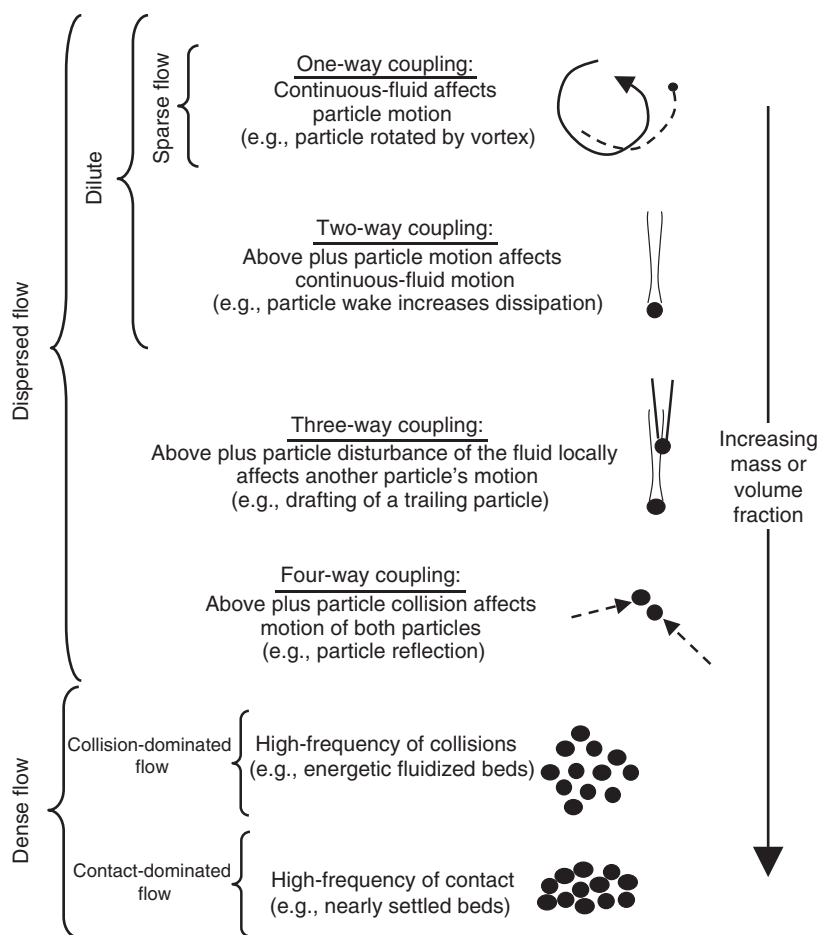 Dispersed flow
Dilute
Sparse flow
One-way coupling:
Continuous-fluid affects
particle motion
(e.g., particle rotated by vortex)
Two-way coupling:
Above plus particle motion affects
continuous-fluid motion
(e.g., particle wake increases dissipation)
Three-way coupling:
Above plus particle disturbance of the fluid locally
affects another particle's motion
(e.g., drafting of a trailing particle)
Four-way coupling:
Above plus particle collision affects
motion of both particles
(e.g., particle reflection)
Increasing
mass or
volume
fraction
Dense flow
Collision-dominated
flow
High-frequency of collisions
(e.g., energetic fluidized beds)
Contact-dominated
flow
High-frequency of contact
(e.g., nearly settled beds)